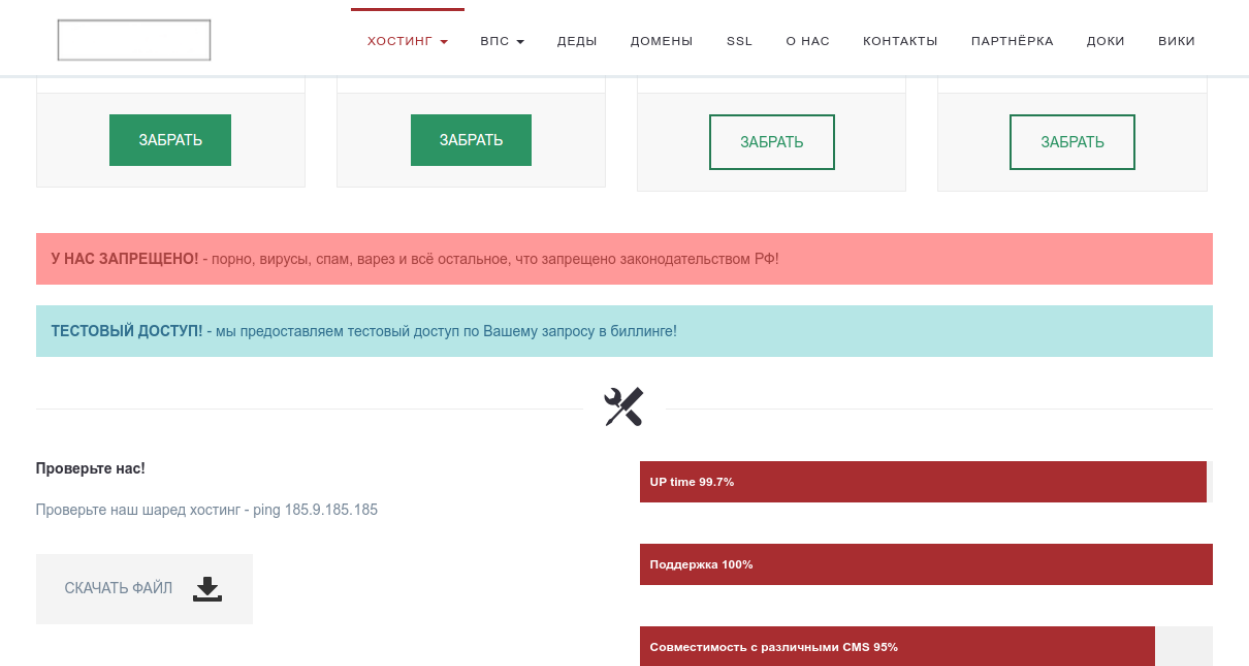 ХОСТИНГ ВПС ДЕДЫ ДОМЕНЫ SSL О НАС КОНТАКТЫ ПАРТНЁРКА ДОКИ ВИКИ
ЗАБРАТЬ ЗАБРАТЬ ЗАБРАТЬ ЗАБРАТЬ
У НАС ЗАПРЕЩЕНО! - порно, вирусы, спам, варез и всё остальное, что запрещено законодательством РФ!
ТЕСТОВЫЙ ДОСТУП! - мы предоставляем тестовый доступ по Вашему запросу в биллинге!
Проверьте нас!
Проверьте наш шаред хостинг - ping 185.9.185.185
СКАЧАТЬ ФАЙЛ
UP time 99.7%
Поддержка 100%
Совместимость с различными CMS 95%